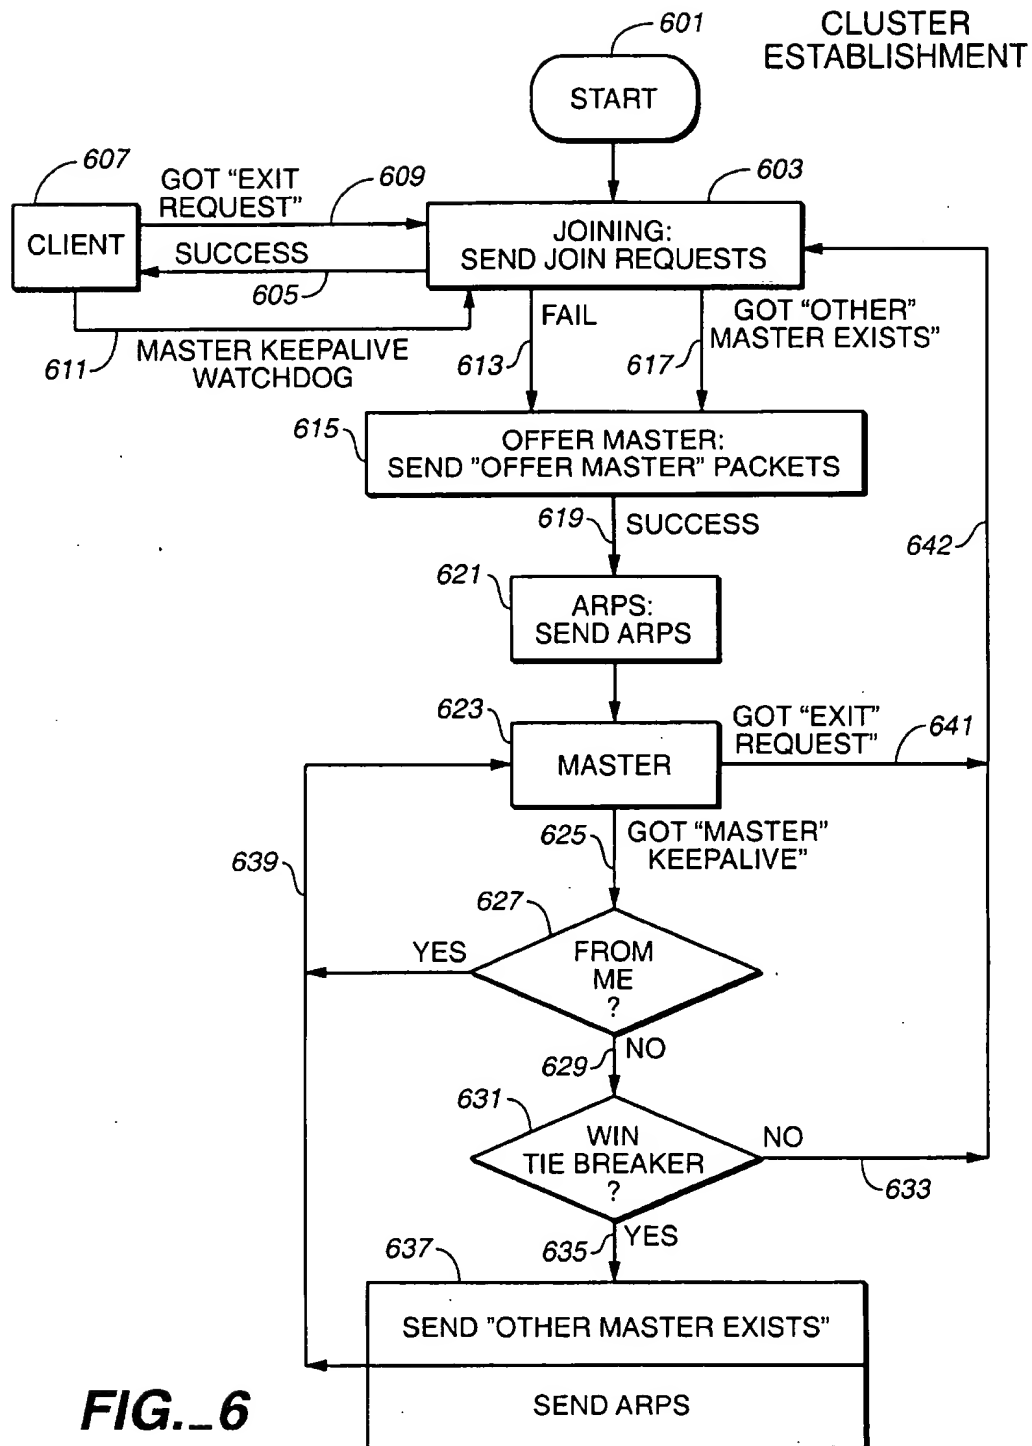 CLUSTER
ESTABLISHMENT
601
START
607
GOT “EXIT
REQUEST”
609
603
CLIENT
JOINING:
SEND JOIN REQUESTS
SUCCESS
605
FAIL
GOT “OTHER”
MASTER EXISTS”
611
MASTER KEEPALIVE
WATCHDOG
613
617
615
OFFER MASTER:
SEND ”OFFER MASTER” PACKETS
619
SUCCESS
642
621
ARPS:
SEND ARPS
623
GOT “EXIT”
REQUEST”
641
MASTER
625
GOT “MASTER”
KEEPALIVE”
639
627
YES
FROM
ME
?
629
NO
631
WIN
TIE BREAKER
?
NO
633
635
YES
637
SEND ”OTHER MASTER EXISTS”
SEND ARPS
FIG._6